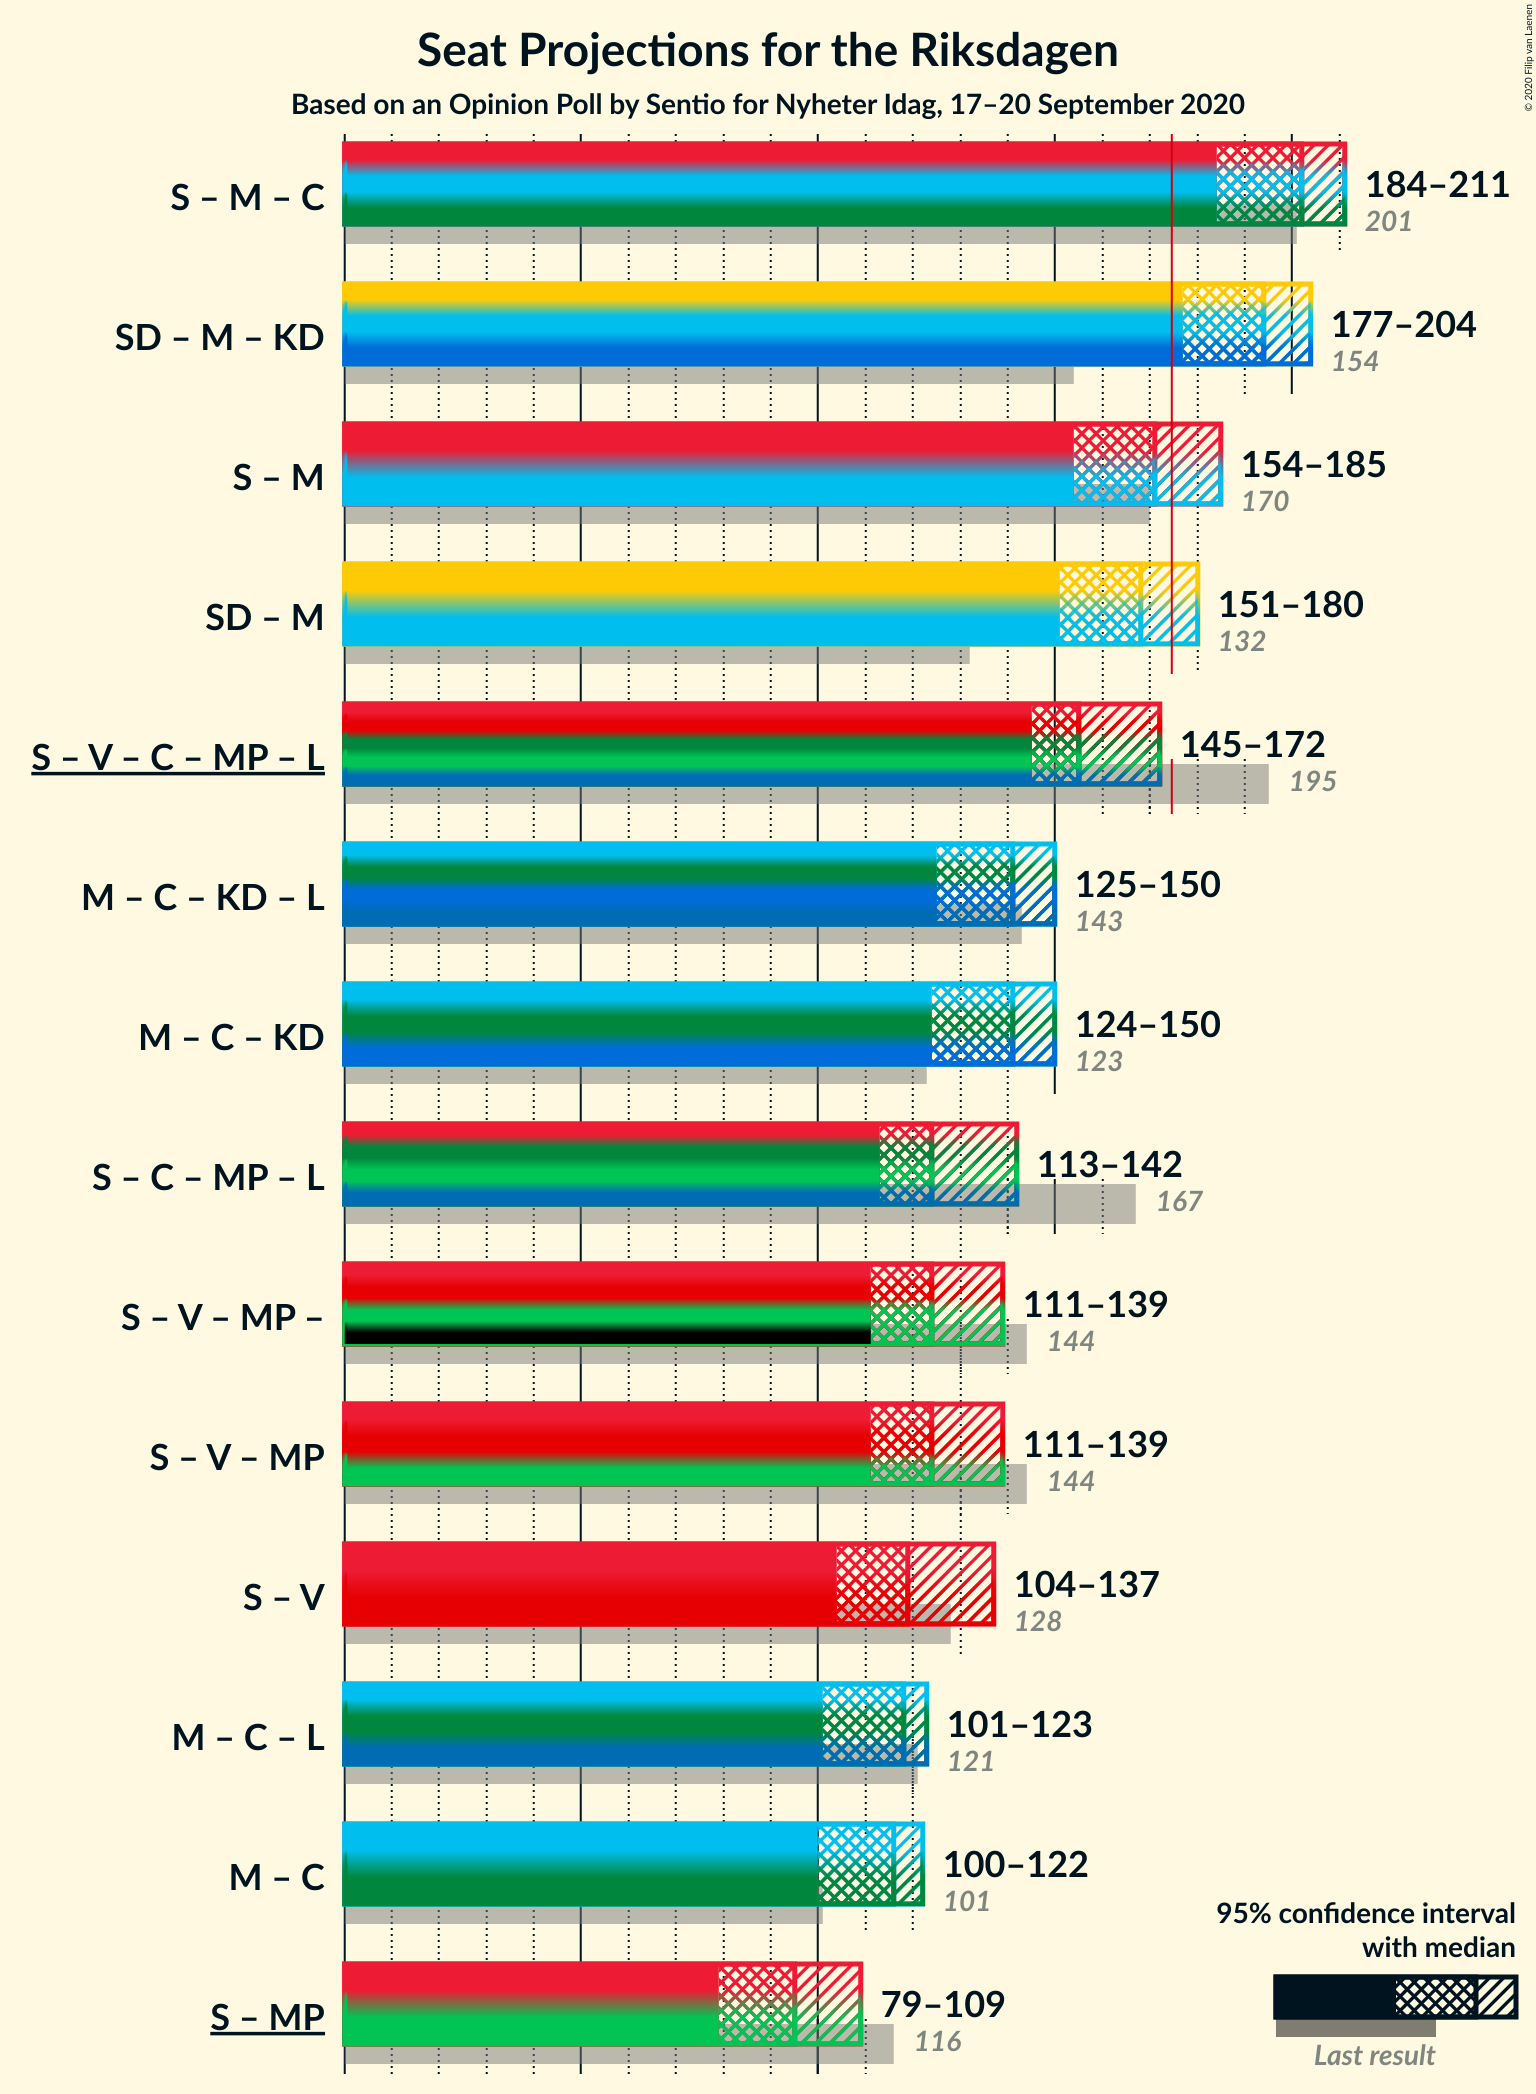 Seat Projections for the Riksdagen
Based on an Opinion Poll by Sentio for Nyheter Idag, 17–20 September 2020
© 2020 Filip van Laenen
S – M – C
184–211
201
SD – M – KD
177–204
154
S – M
154–185
170
SD – M
151–180
132
S – V – C – MP – L
145–172
195
M – C – KD – L
125–150
143
M – C – KD
124–150
123
S – C – MP – L
113–142
167
S – V – MP –
111–139
144
S – V – MP
111–139
144
S – V
104–137
128
M – C – L
101–123
121
M – C
100–122
101
S – MP
79–109
116
95% confidence interval
with median
Last result